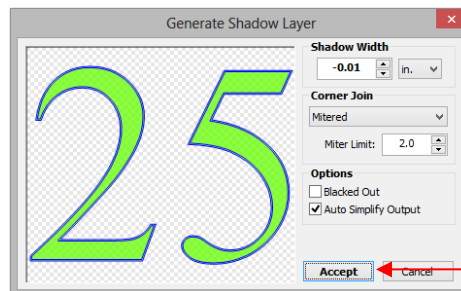 Generate Shadow Layer
x
25
Shadow Width
-0.01 in.
Corner Join
Mitered
Miter Limit: 2.0
Options
Blacked Out
Auto Simplify Output
Accept Cancel